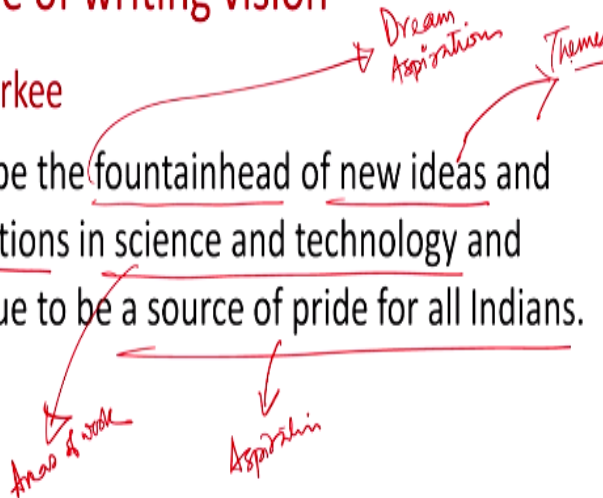 e of writing vision
Dream
Aspirations
Theme
rkee
be the fountainhead of new ideas and
tions in science and technology and
ue to be a source of pride for all Indians.
Areas of work
Aspiration